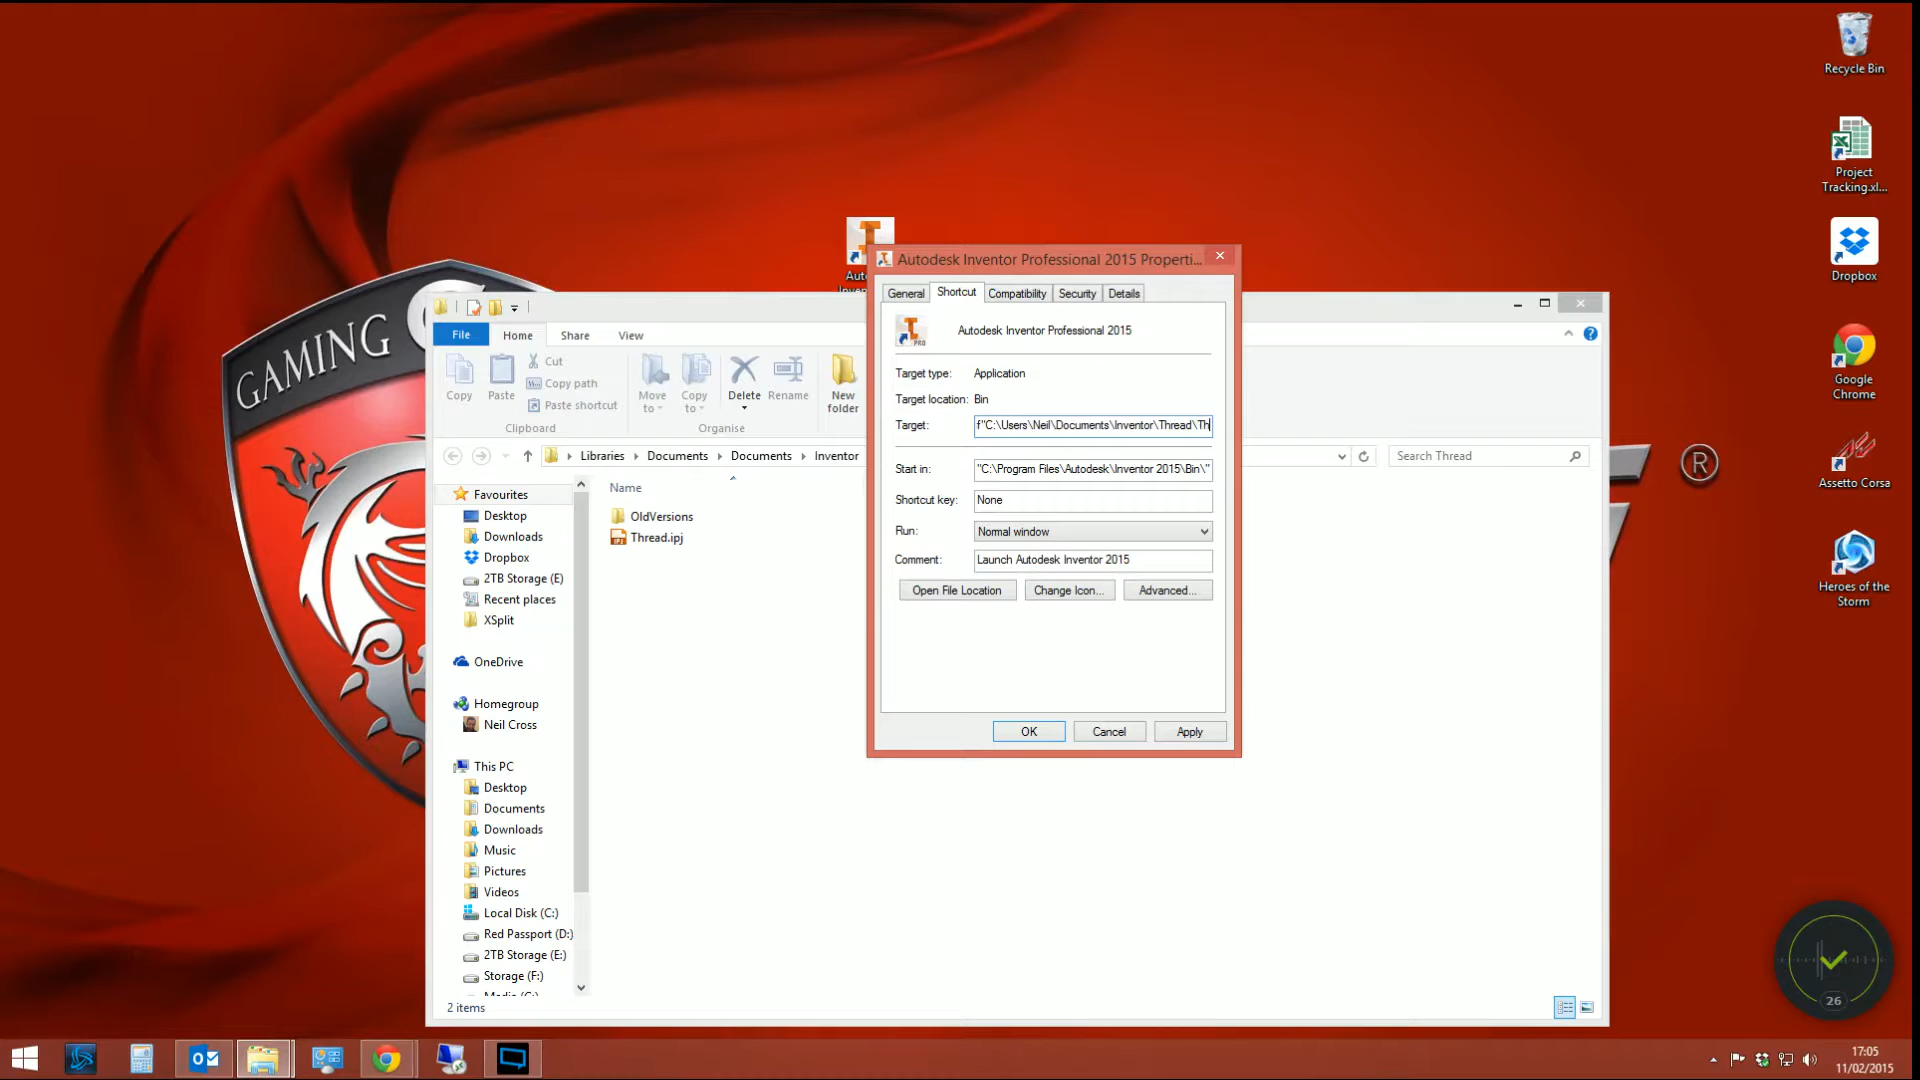 Recycle Bin
Project
Tracking.xl...
Dropbox
Google
Chrome
Assetto Corsa
Heroes of the
Storm
GAMING
®
Autodesk Inventor Professional 2015 Properti...
General Shortcut Compatibility Security Details
PRO
Autodesk Inventor Professional 2015
Target type: Application
Target location: Bin
Target: f"C:\Users\Neil\Documents\Inventor\Thread\Th
Start in: "C:\Program Files\Autodesk\Inventor 2015\Bin\"
Shortcut key: None
Run: Normal window
Comment: Launch Autodesk Inventor 2015
Open File Location Change Icon... Advanced...
OK Cancel Apply
File Home Share View
Copy
Paste
Cut
Copy path
Paste shortcut
Clipboard
Move
to
Copy
to
Delete
Rename
Organise
New
folder
Libraries Documents Documents Inventor
Search Thread
Name
OldVersions
Thread.ipj
Favourites
Desktop
Downloads
Dropbox
2TB Storage (E)
Recent places
XSplit
OneDrive
Homegroup
Neil Cross
This PC
Desktop
Documents
Downloads
Music
Pictures
Videos
Local Disk (C:)
Red Passport (D:)
2TB Storage (E:)
Storage (F:)
2 items
26
17:05
11/02/2015